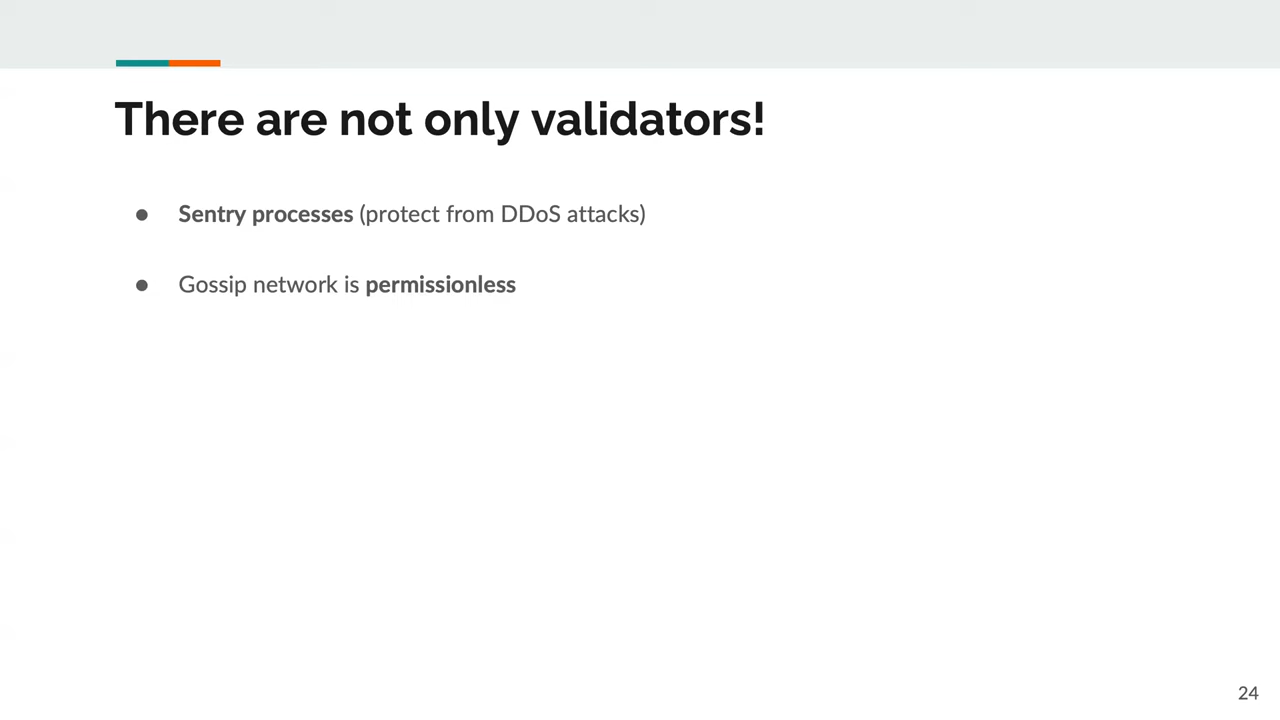 There are not only validators!
● Sentry processes (protect from DDoS attacks)
● Gossip network is permissionless
24